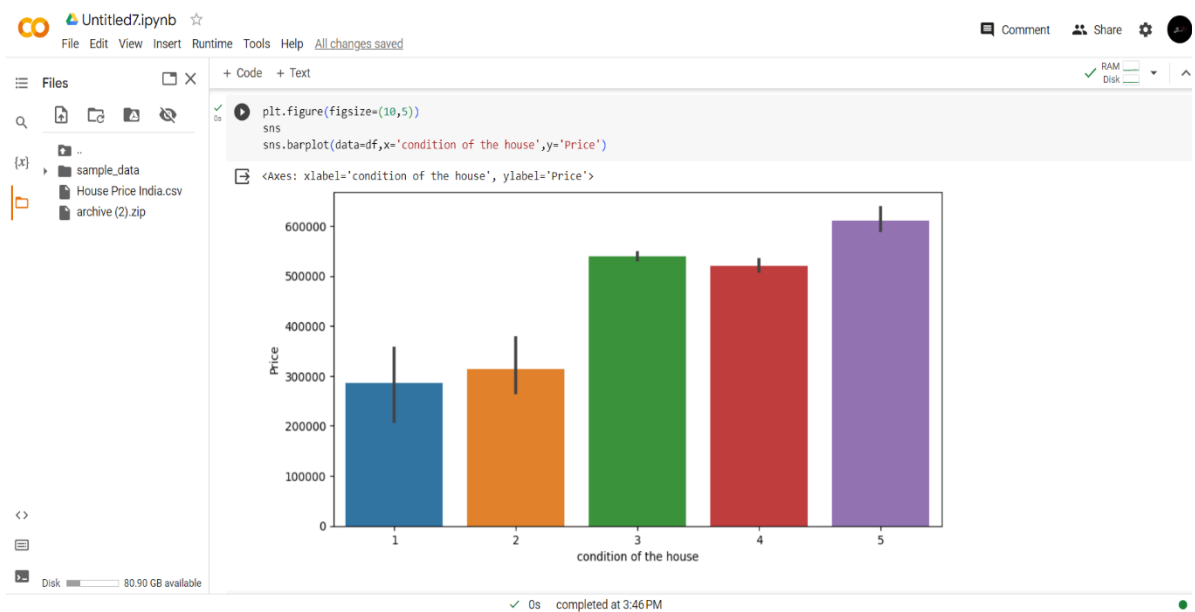 Untitled7.ipynb
File Edit View Insert Runtime Tools Help All changes saved
Comment Share
Files
+ Code + Text
RAM
Disk
0s
plt.figure(figsize=(10,5))
sns
sns.barplot(data=df,x='condition of the house',y='Price')
{x}
..
sample_data
House Price India.csv
archive (2).zip
<Axes: xlabel='condition of the house', ylabel='Price'>
600000
500000
400000
300000
200000
100000
0
Price
1 2 3 4 5
condition of the house
Disk 80.90 GB available
0s completed at 3:46 PM